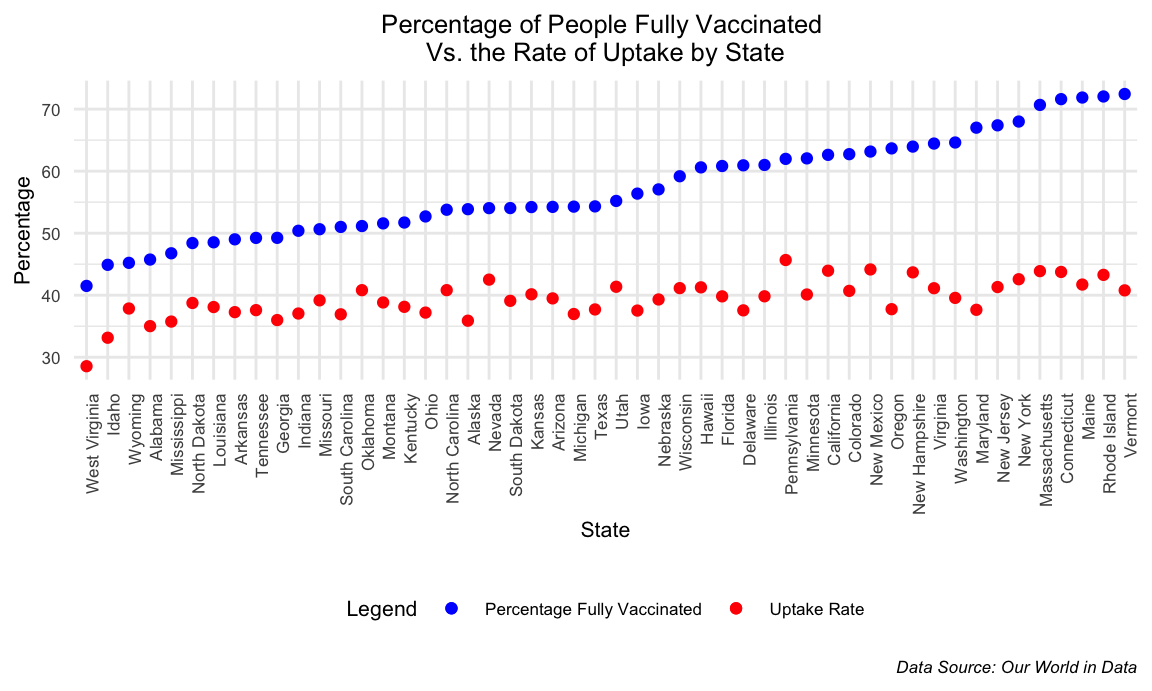 Percentage of People Fully Vaccinated
Vs. the Rate of Uptake by State
Percentage
70
60
50
40
30
West Virginia
Idaho
Wyoming
Alabama
Mississippi
North Dakota
Louisiana
Arkansas
Tennessee
Georgia
Indiana
Missouri
South Carolina
Oklahoma
Montana
Kentucky
Ohio
North Carolina
Alaska
Nevada
South Dakota
Kansas
Arizona
Michigan
Texas
Utah
Iowa
Nebraska
Wisconsin
Hawaii
Florida
Delaware
Illinois
Pennsylvania
Minnesota
California
Colorado
New Mexico
Oregon
New Hampshire
Virginia
Washington
Maryland
New Jersey
New York
Massachusetts
Connecticut
Maine
Rhode Island
Vermont
State
Legend Percentage Fully Vaccinated Uptake Rate
Data Source: Our World in Data